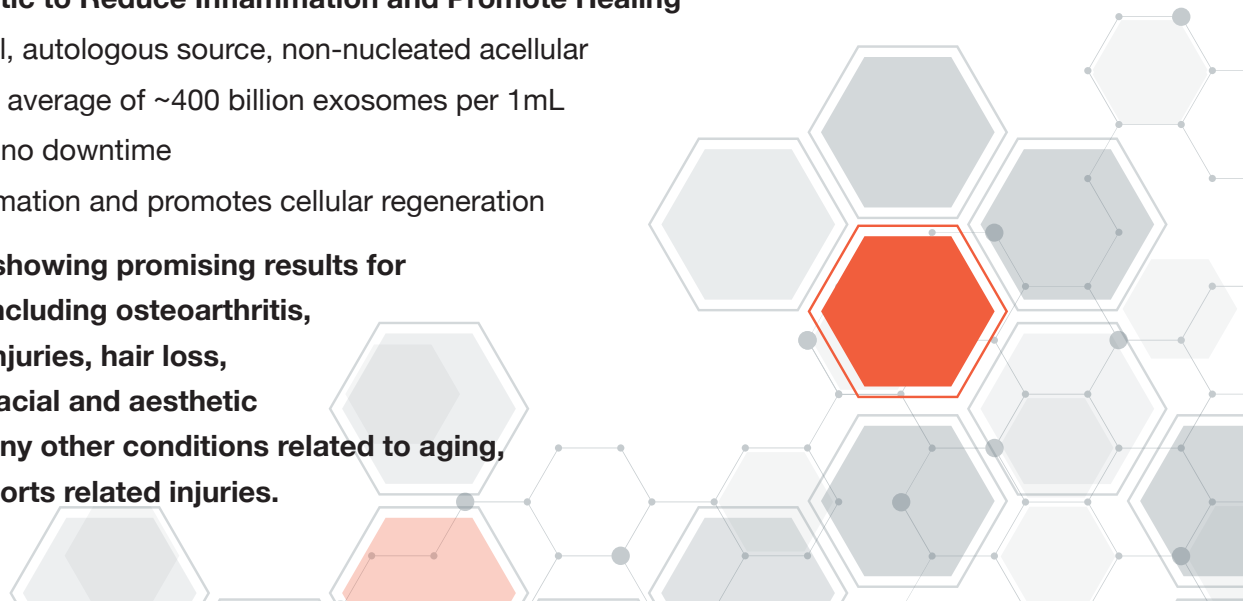 tic to Reduce Inflammation and Promote Healing
l, autologous source, non-nucleated acellular
average of ~400 billion exosomes per 1mL
no downtime
mation and promotes cellular regeneration
showing promising results for
ncluding osteoarthritis,
njuries, hair loss,
acial and aesthetic
ny other conditions related to aging,
orts related injuries.